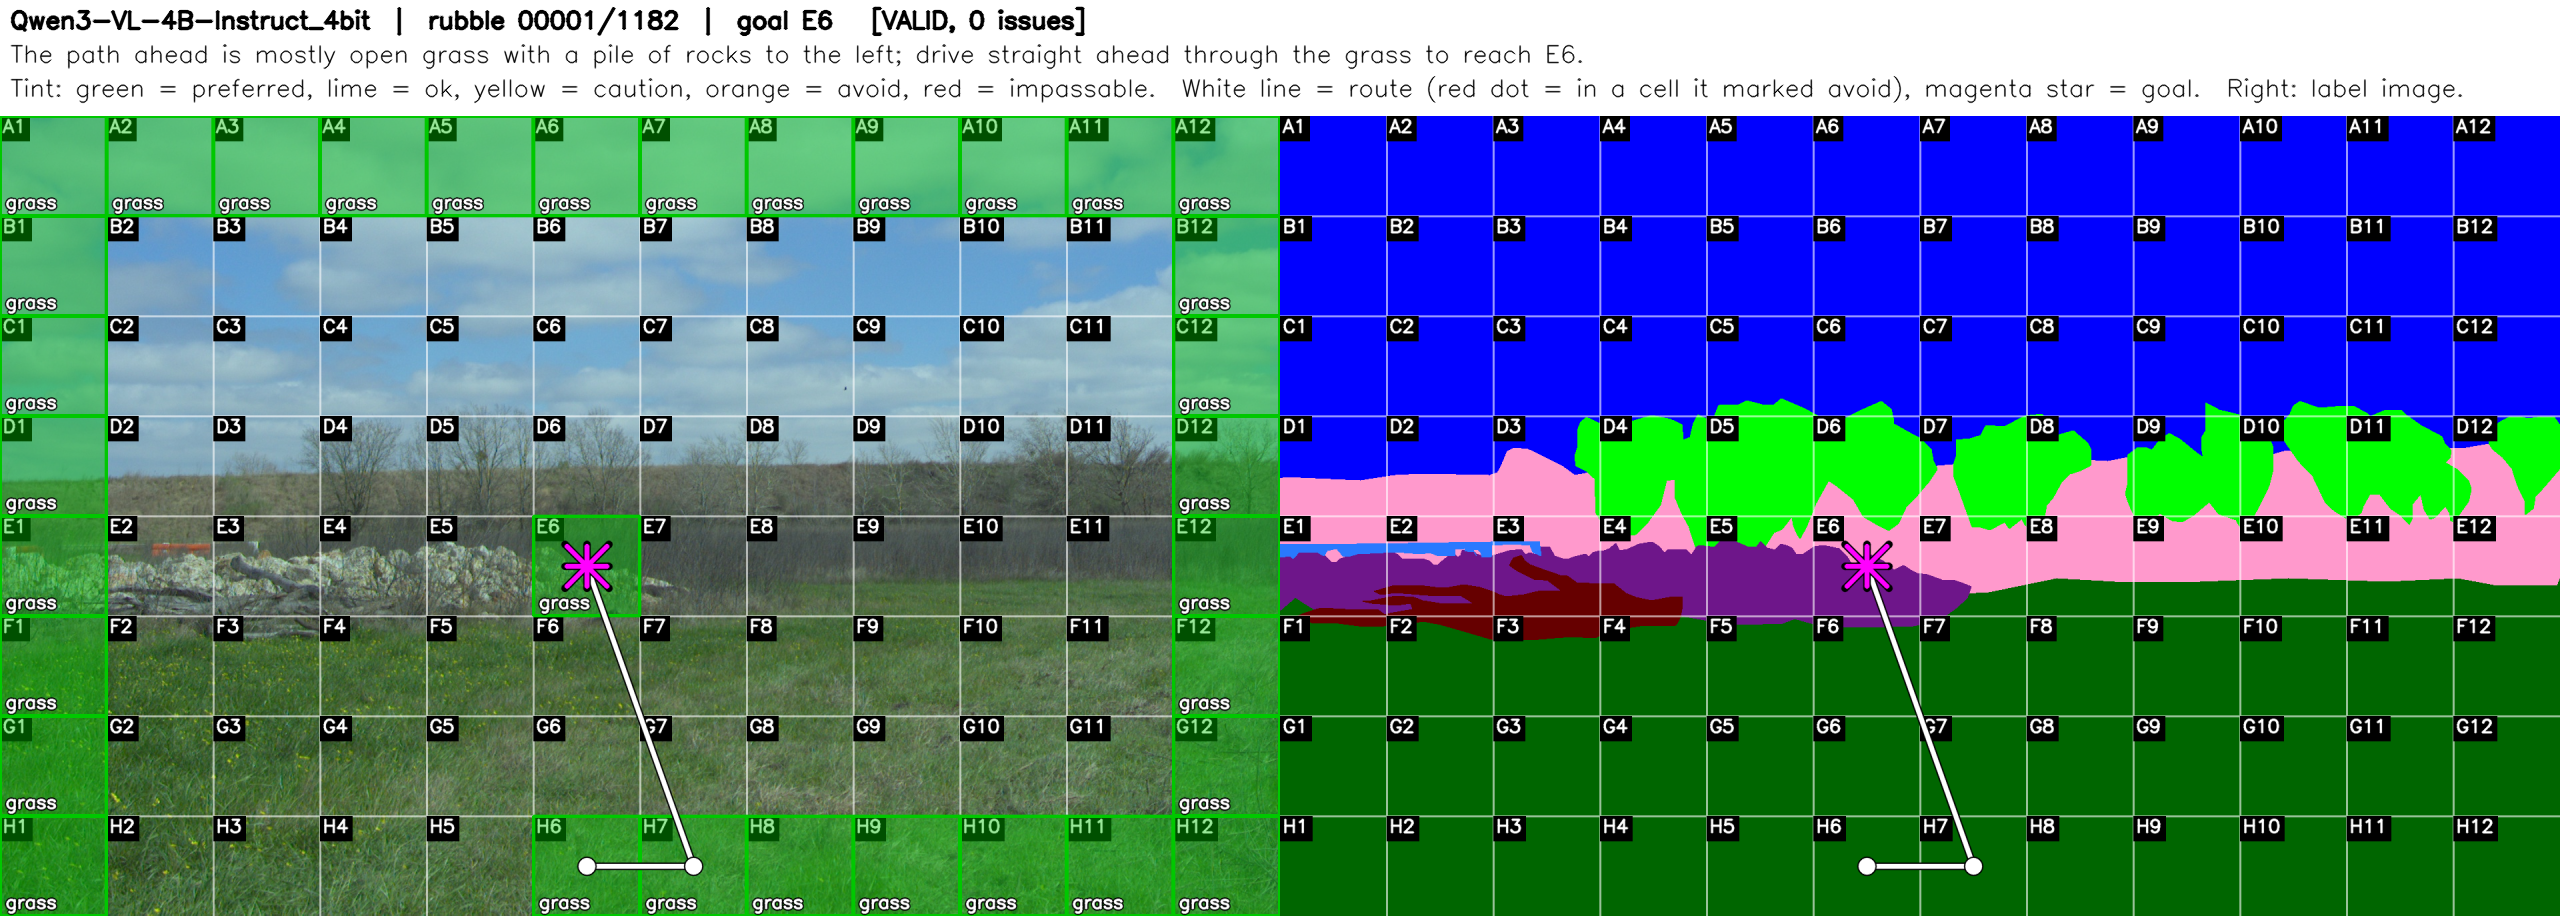 Qwen3-VL-4B-Instruct_4bit | rubble 00001/1182 | goal E6 [VALID, 0 issues]
The path ahead is mostly open grass with a pile of rocks to the left; drive straight ahead through the grass to reach E6.
Tint: green = preferred, lime = ok, yellow = caution, orange = avoid, red = impassable. White line = route (red dot = in a cell it marked avoid), magenta star = goal. Right: label image.
A1 A2 A3 A4 A5 A6 A7 A8 A9 A10 A11 A12 A1 A2 A3 A4 A5 A6 A7 A8 A9 A10 A11 A12
grass grass grass grass grass grass grass grass grass grass grass grass
B1 B2 B3 B4 B5 B6 B7 B8 B9 B10 B11 B12 B1 B2 B3 B4 B5 B6 B7 B8 B9 B10 B11 B12
grass grass
C1 C2 C3 C4 C5 C6 C7 C8 C9 C10 C11 C12 C1 C2 C3 C4 C5 C6 C7 C8 C9 C10 C11 C12
grass grass
D1 D2 D3 D4 D5 D6 D7 D8 D9 D10 D11 D12 D1 D2 D3 D4 D5 D6 D7 D8 D9 D10 D11 D12
grass grass
E1 E2 E3 E4 E5 E6 E7 E8 E9 E10 E11 E12 E1 E2 E3 E4 E5 E6 E7 E8 E9 E10 E11 E12
grass grass grass
F1 F2 F3 F4 F5 F6 F7 F8 F9 F10 F11 F12 F1 F2 F3 F4 F5 F6 F7 F8 F9 F10 F11 F12
grass grass
G1 G2 G3 G4 G5 G6 G7 G8 G9 G10 G11 G12 G1 G2 G3 G4 G5 G6 G7 G8 G9 G10 G11 G12
grass grass
H1 H2 H3 H4 H5 H6 H7 H8 H9 H10 H11 H12 H1 H2 H3 H4 H5 H6 H7 H8 H9 H10 H11 H12
grass grass grass grass grass grass grass grass